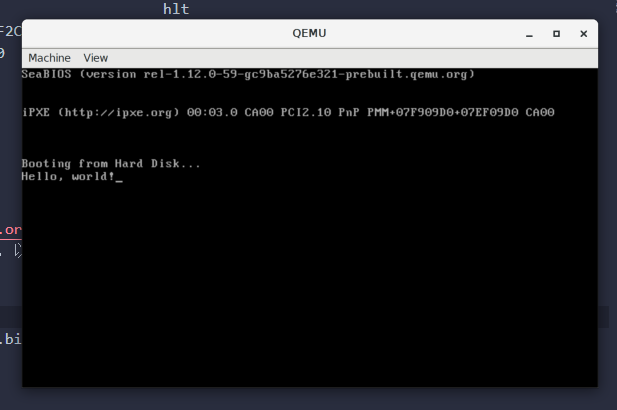 hlt
F2C
QEMU
0
Machine View
SeaBIOS (version rel-1.12.0-59-gc9ba5276e321-prebuilt.qemu.org)
iPXE (http://ipxe.org) 00:03.0 CA00 PCI2.10 PnP PMM+07F909D0+07EF09D0 CA00
Booting from Hard Disk...
Hello, world!_
.or
.bi